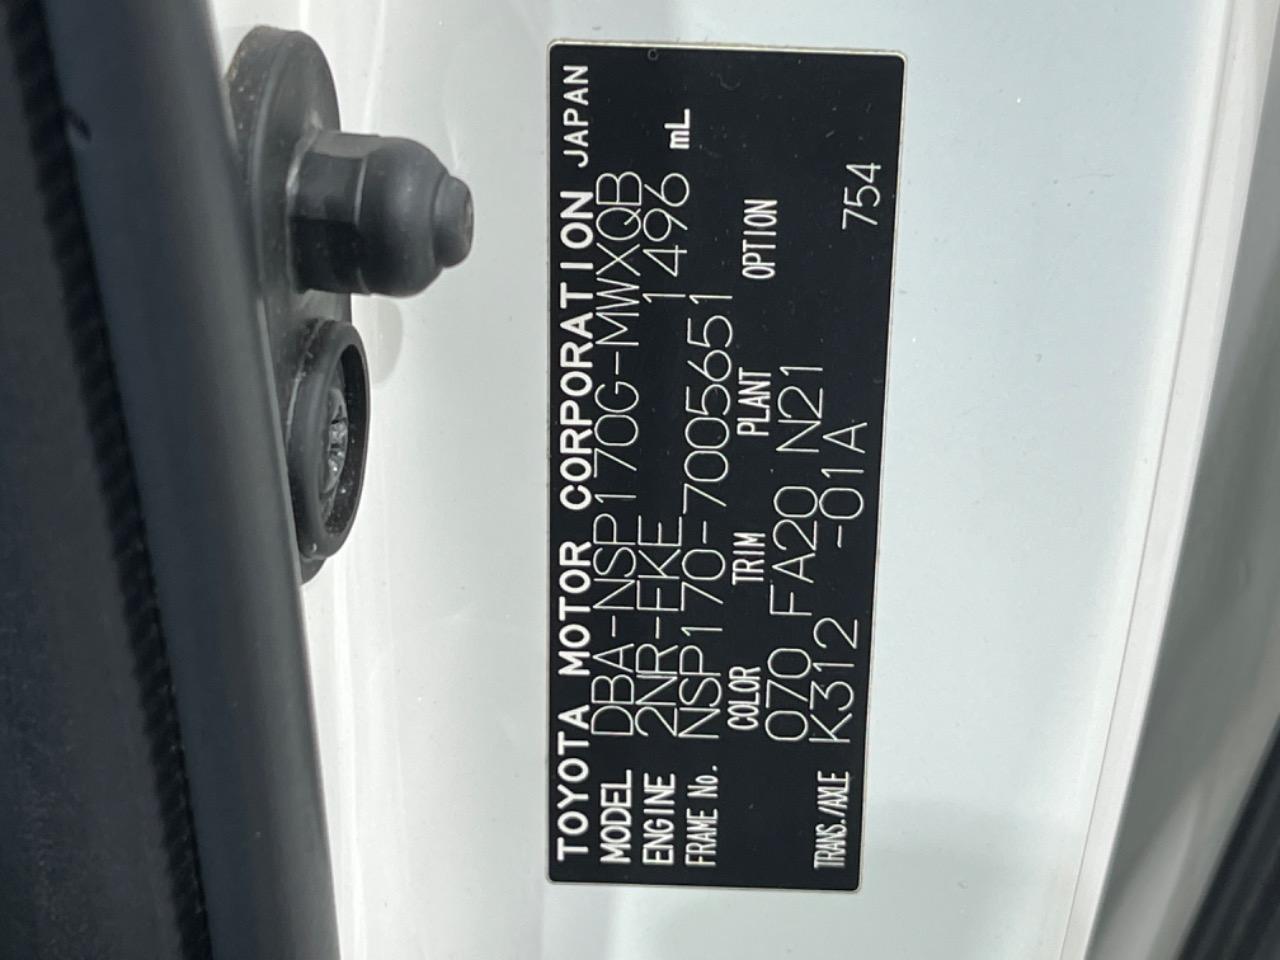 TOYOTA MOTOR CORPORATION JAPAN
MODEL DBA-NSP170G-MWXQB
ENGINE 2NR-FKE 1496 mL
FRAME No. NSP170-7005651
COLOR TRIM PLANT OPTION
070 FA20 N21
TRANS./AXLE K312 -01A 754